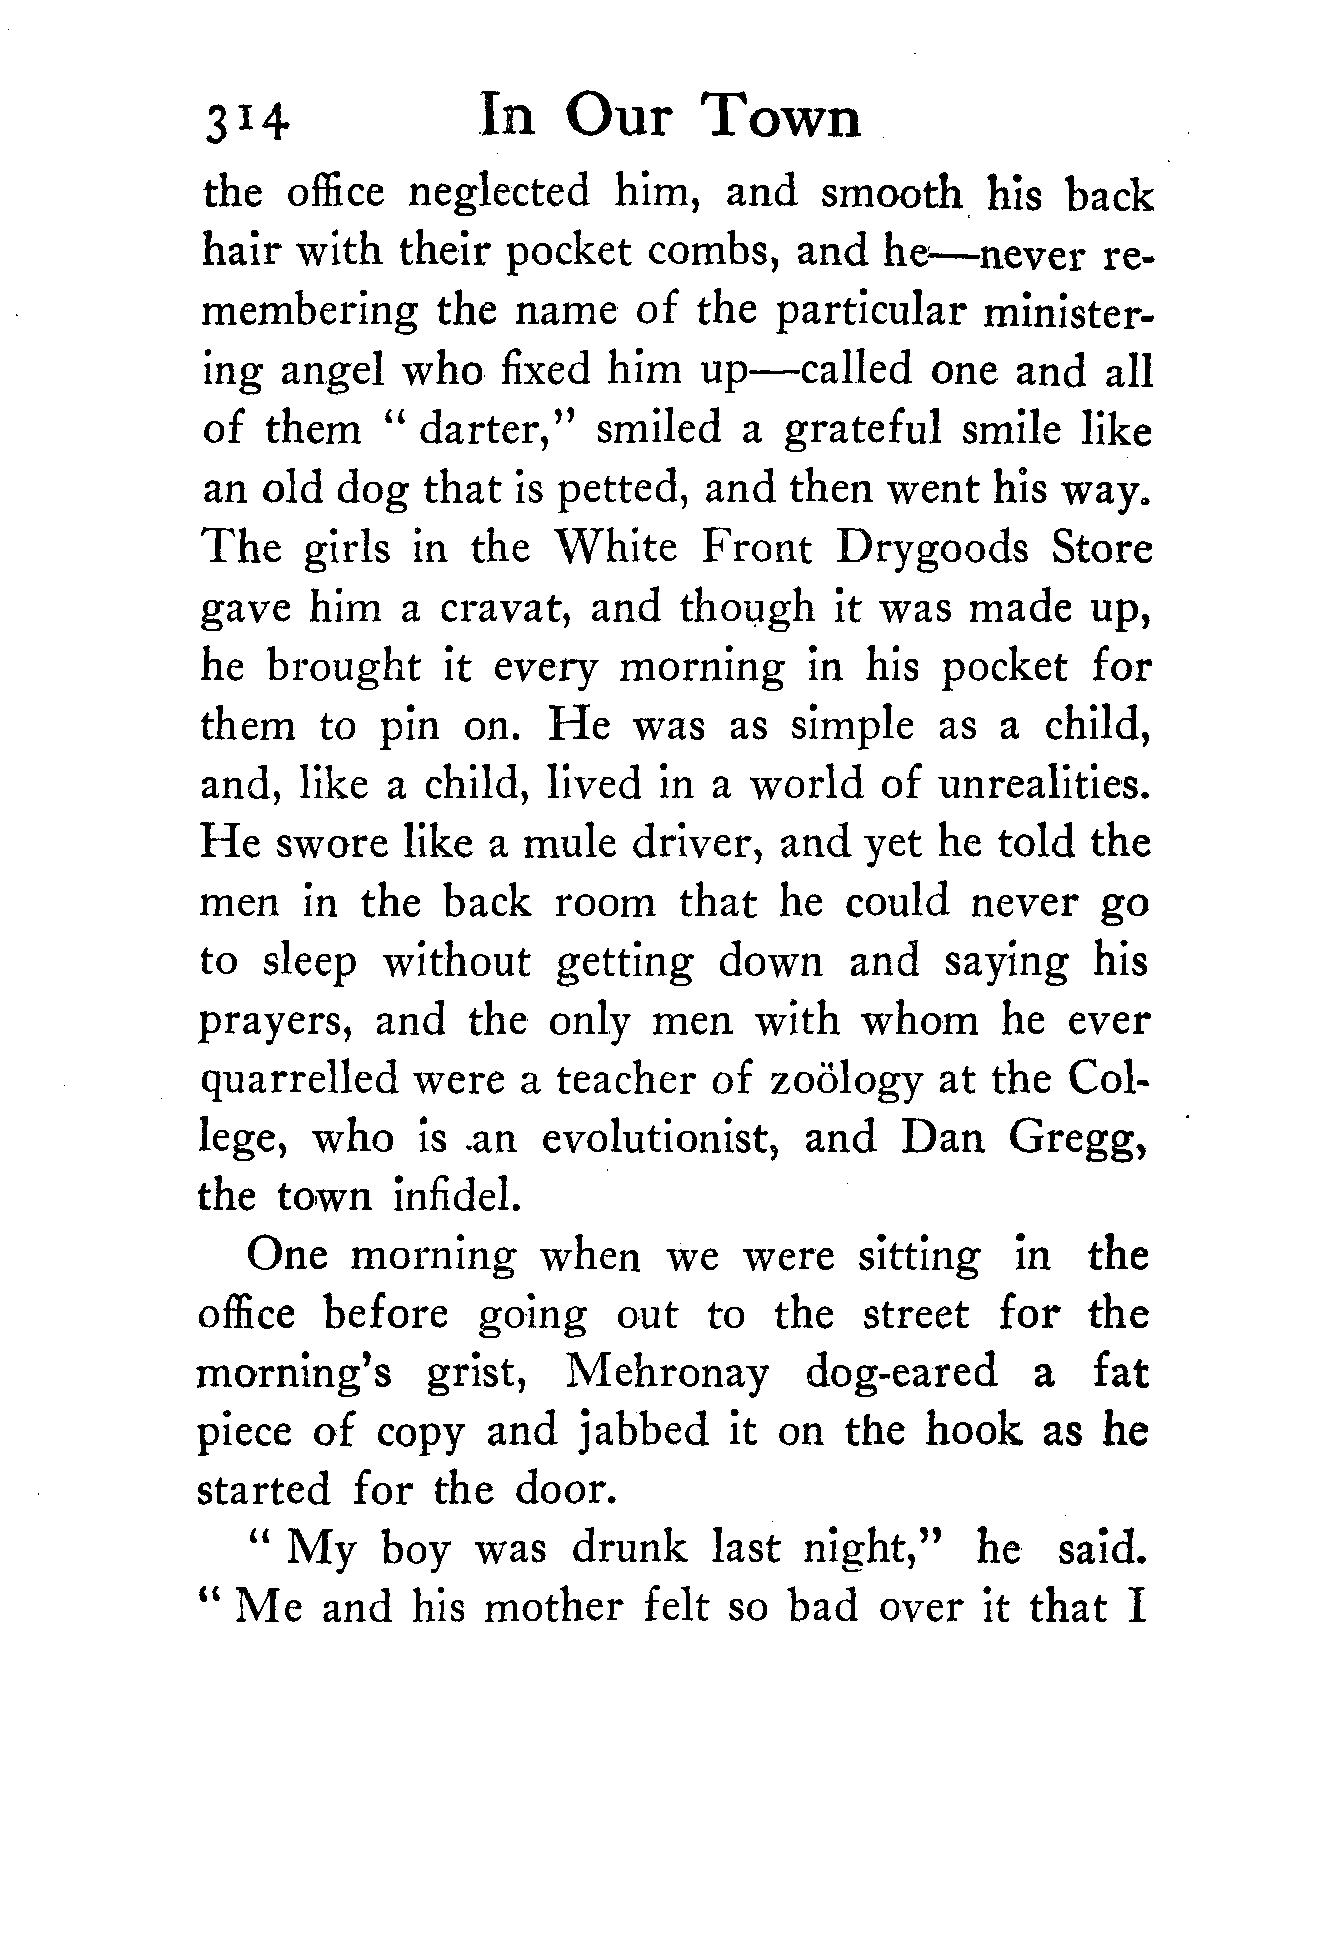 314 In Our Town
the office neglected him, and smooth his back
hair with their pocket combs, and he—never re-
membering the name of the particular minister-
ing angel who fixed him up—called one and all
of them " darter," smiled a grateful smile like
an old dog that is petted, and then went his way.
The girls in the White Front Drygoods Store
gave him a cravat, and though it was made up,
he brought it every morning in his pocket for
them to pin on. He was as simple as a child,
and, like a child, lived in a world of unrealities.
He swore like a mule driver, and yet he told the
men in the back room that he could never go
to sleep without getting down and saying his
prayers, and the only men with whom he ever
quarrelled were a teacher of zoölogy at the Col-
lege, who is an evolutionist, and Dan Gregg,
the town infidel.
One morning when we were sitting in the
office before going out to the street for the
morning's grist, Mehronay dog-eared a fat
piece of copy and jabbed it on the hook as he
started for the door.
" My boy was drunk last night," he said.
" Me and his mother felt so bad over it that I